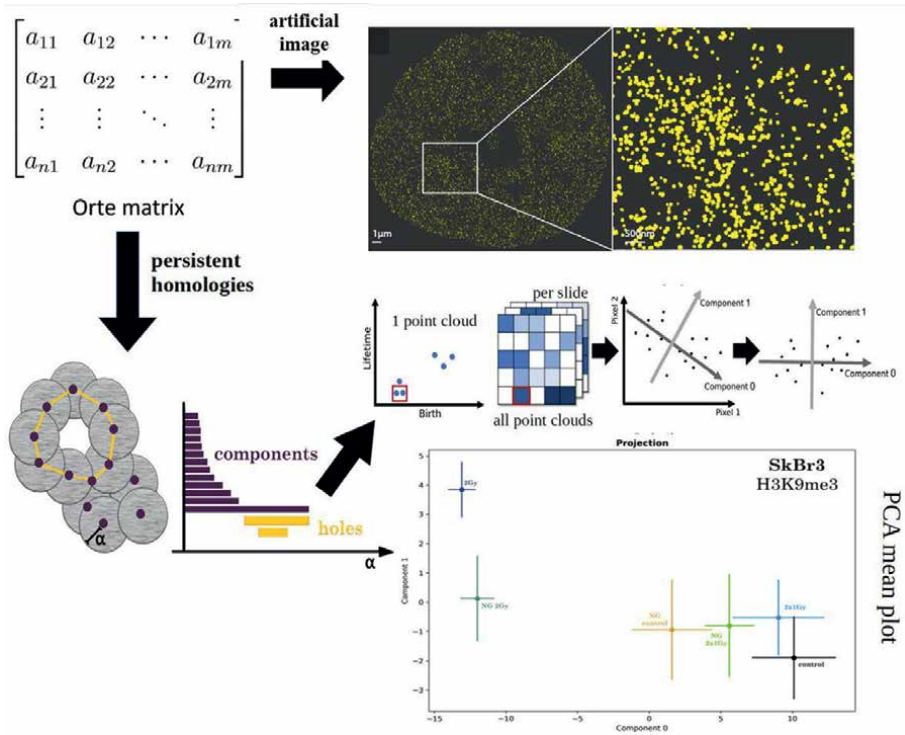 a11 a12 ⋯ a1m
a21 a22 ⋯ a2m
⋮ ⋮ ⋱ ⋮
an1 an2 ⋯ anm
Orte matrix
artificial
image
1μm
500nm
persistent
homologies
α
components
holes
α
Lifetime
1 point cloud
Birth
per slide
all point clouds
Pixel 2
Component 1
Component 0
Pixel 1
Component 1
Component 0
Projection
SkBr3
H3K9me3
2Gy
NG 2Gy
NG
control
NG
2x1Gy
2x1Gy
control
5
4
3
2
1
0
−1
−2
−3
Component 1
−15 −10 −5 0 5 10
Component 0
PCA mean plot